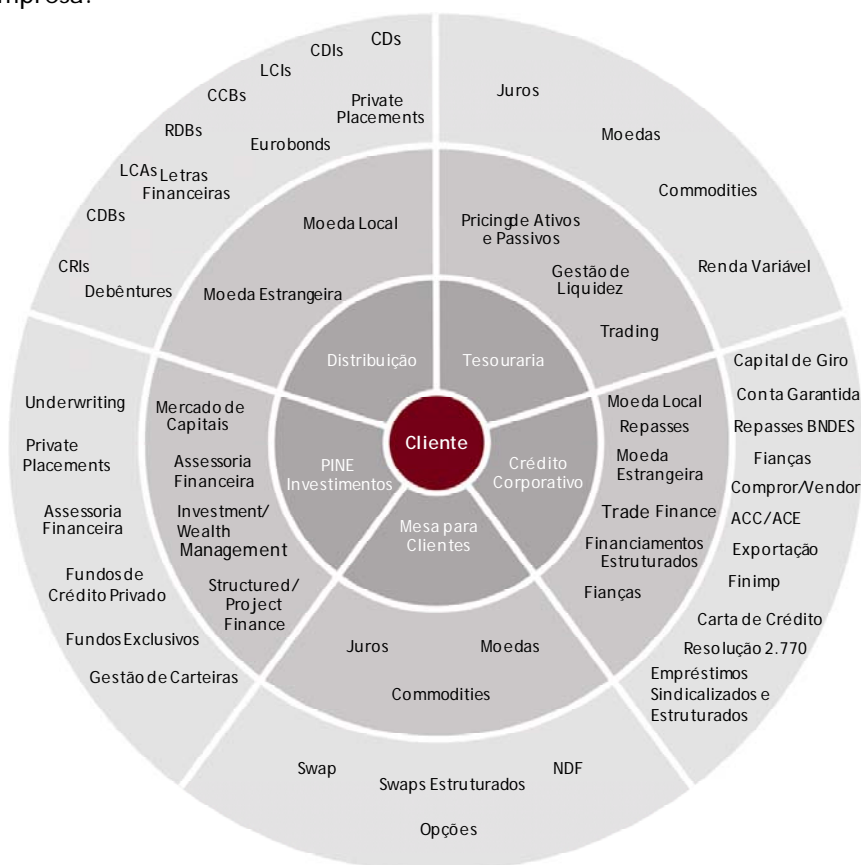 CDs
CDIs
LCIs
CCBs
Private
Placements
RDBs
Eurobonds
LCAs
Letras
Financeiras
CDBs
CRIs
Debêntures
Moeda Local
Moeda Estrangeira
Distribuição
Juros
Moedas
Commodities
Renda Variável
Pricing de Ativos
e Passivos
Gestão de
Liquidez
Trading
Tesouraria
Cliente
Underwriting
Private
Placements
Assessoria
Financeira
Fundos de
Crédito Privado
Fundos Exclusivos
Gestão de Carteiras
Mercado de
Capitais
Assessoria
Financeira
Investment/
Wealth
Management
Structured/
Project
Finance
PINE
Investimentos
Crédito
Corporativo
Moeda Local
Repasses
Moeda
Estrangeira
Trade Finance
Financiamentos
Estruturados
Fianças
Capital de Giro
Conta Garantida
Repasses BNDES
Fianças
Compror/Vendor
ACC/ACE
Exportação
Finimp
Carta de Crédito
Resolução 2.770
Empréstimos
Sindicalizados e
Estruturados
Mesa para
Clientes
Juros
Moedas
Commodities
Swap
Swaps Estruturados
NDF
Opções